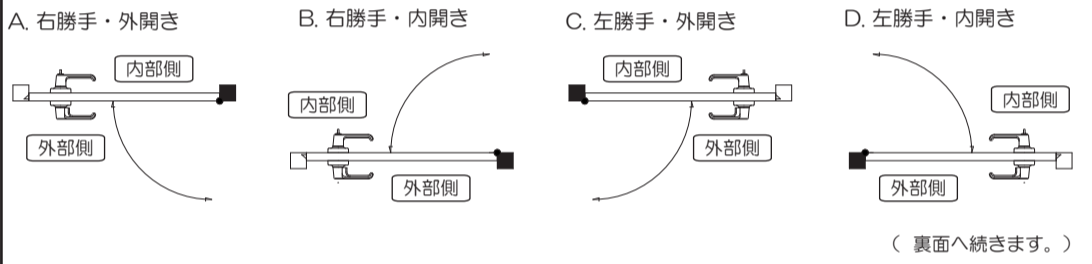 A. 右勝手・外開き
内部側
外部側
B. 右勝手・内開き
内部側
外部側
C. 左勝手・外開き
内部側
外部側
D. 左勝手・内開き
内部側
外部側
( 裏面へ続きます。)